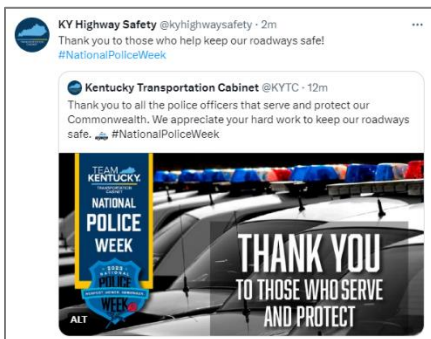 KY Highway Safety @kyhighwaysafety · 2m
Thank you to those who help keep our roadways safe!
#NationalPoliceWeek
Kentucky Transportation Cabinet @KYTC · 12m
Thank you to all the police officers that serve and protect our
Commonwealth. We appreciate your hard work to keep our roadways
safe. #NationalPoliceWeek
TEAM
KENTUCKY
TRANSPORTATION
CABINET
NATIONAL
POLICE
WEEK
2023
NATIONAL
POLICE
WEEK
ALT
THANK YOU
TO THOSE WHO SERVE
AND PROTECT